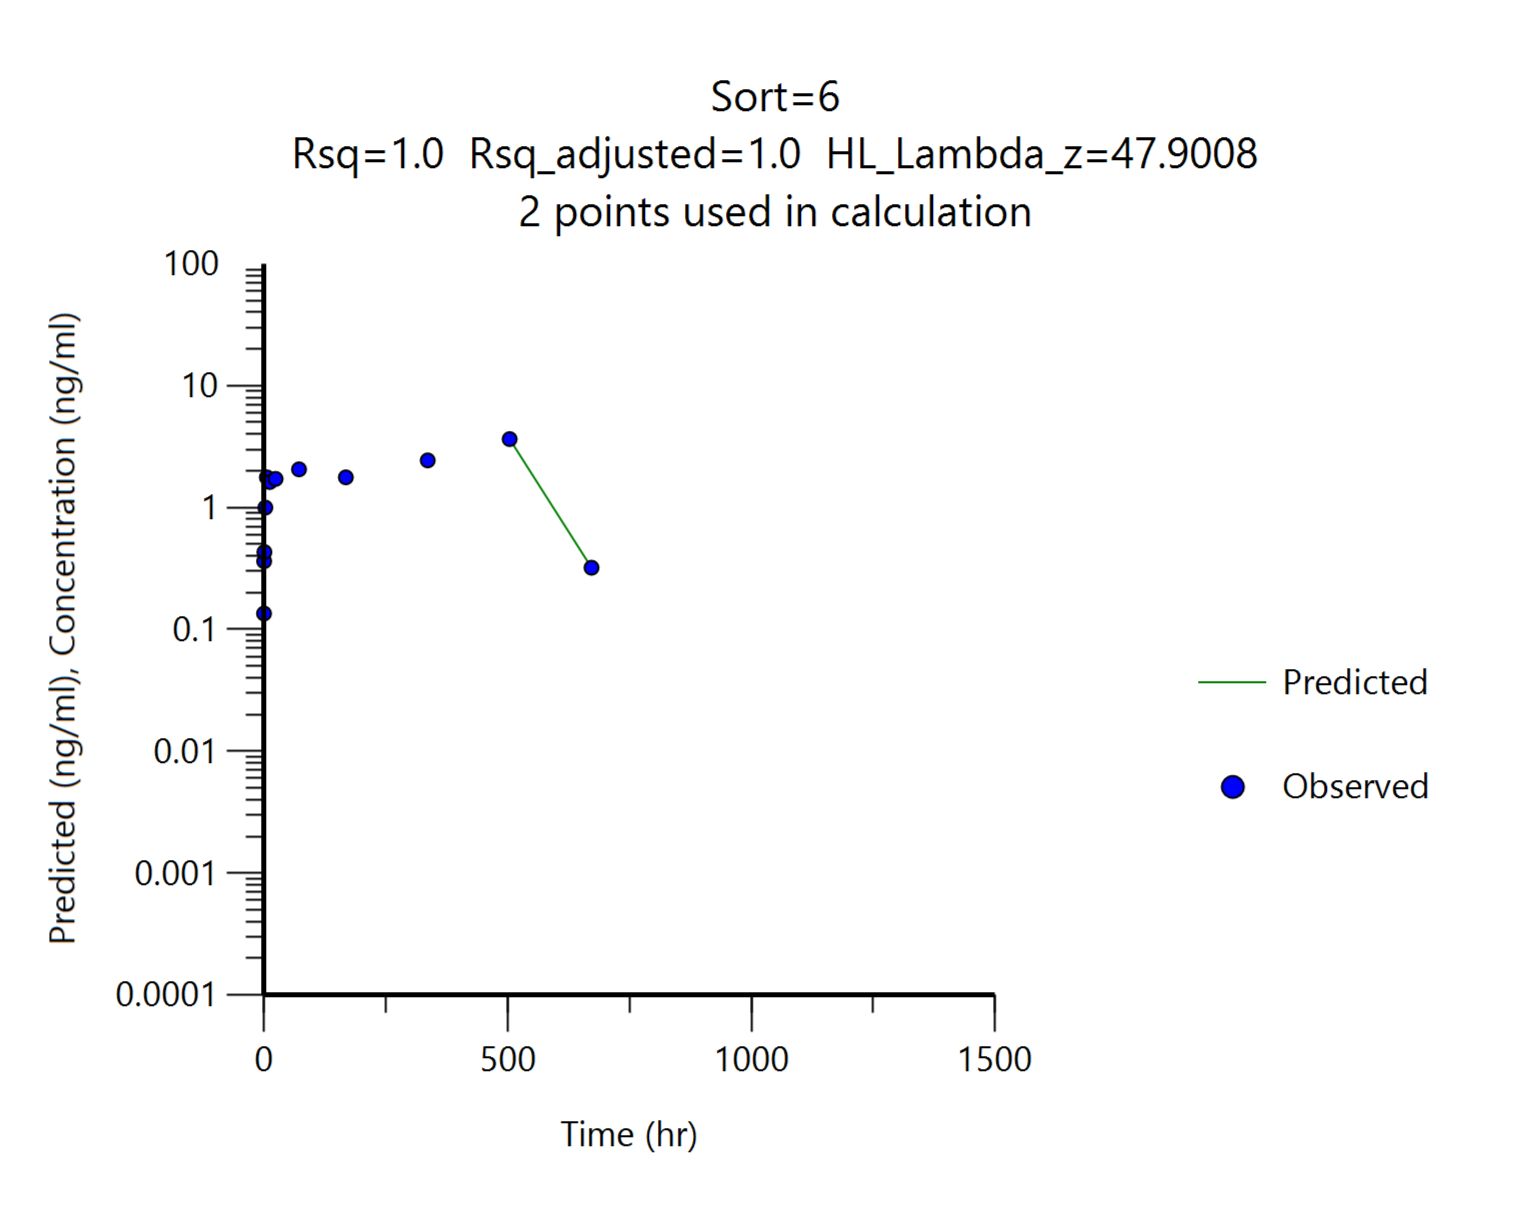 Sort=6
Rsq=1.0 Rsq_adjusted=1.0 HL_Lambda_z=47.9008
2 points used in calculation
Predicted (ng/ml), Concentration (ng/ml)
100
10
1
0.1
0.01
0.001
0.0001
0 500 1000 1500
Time (hr)
Predicted
Observed